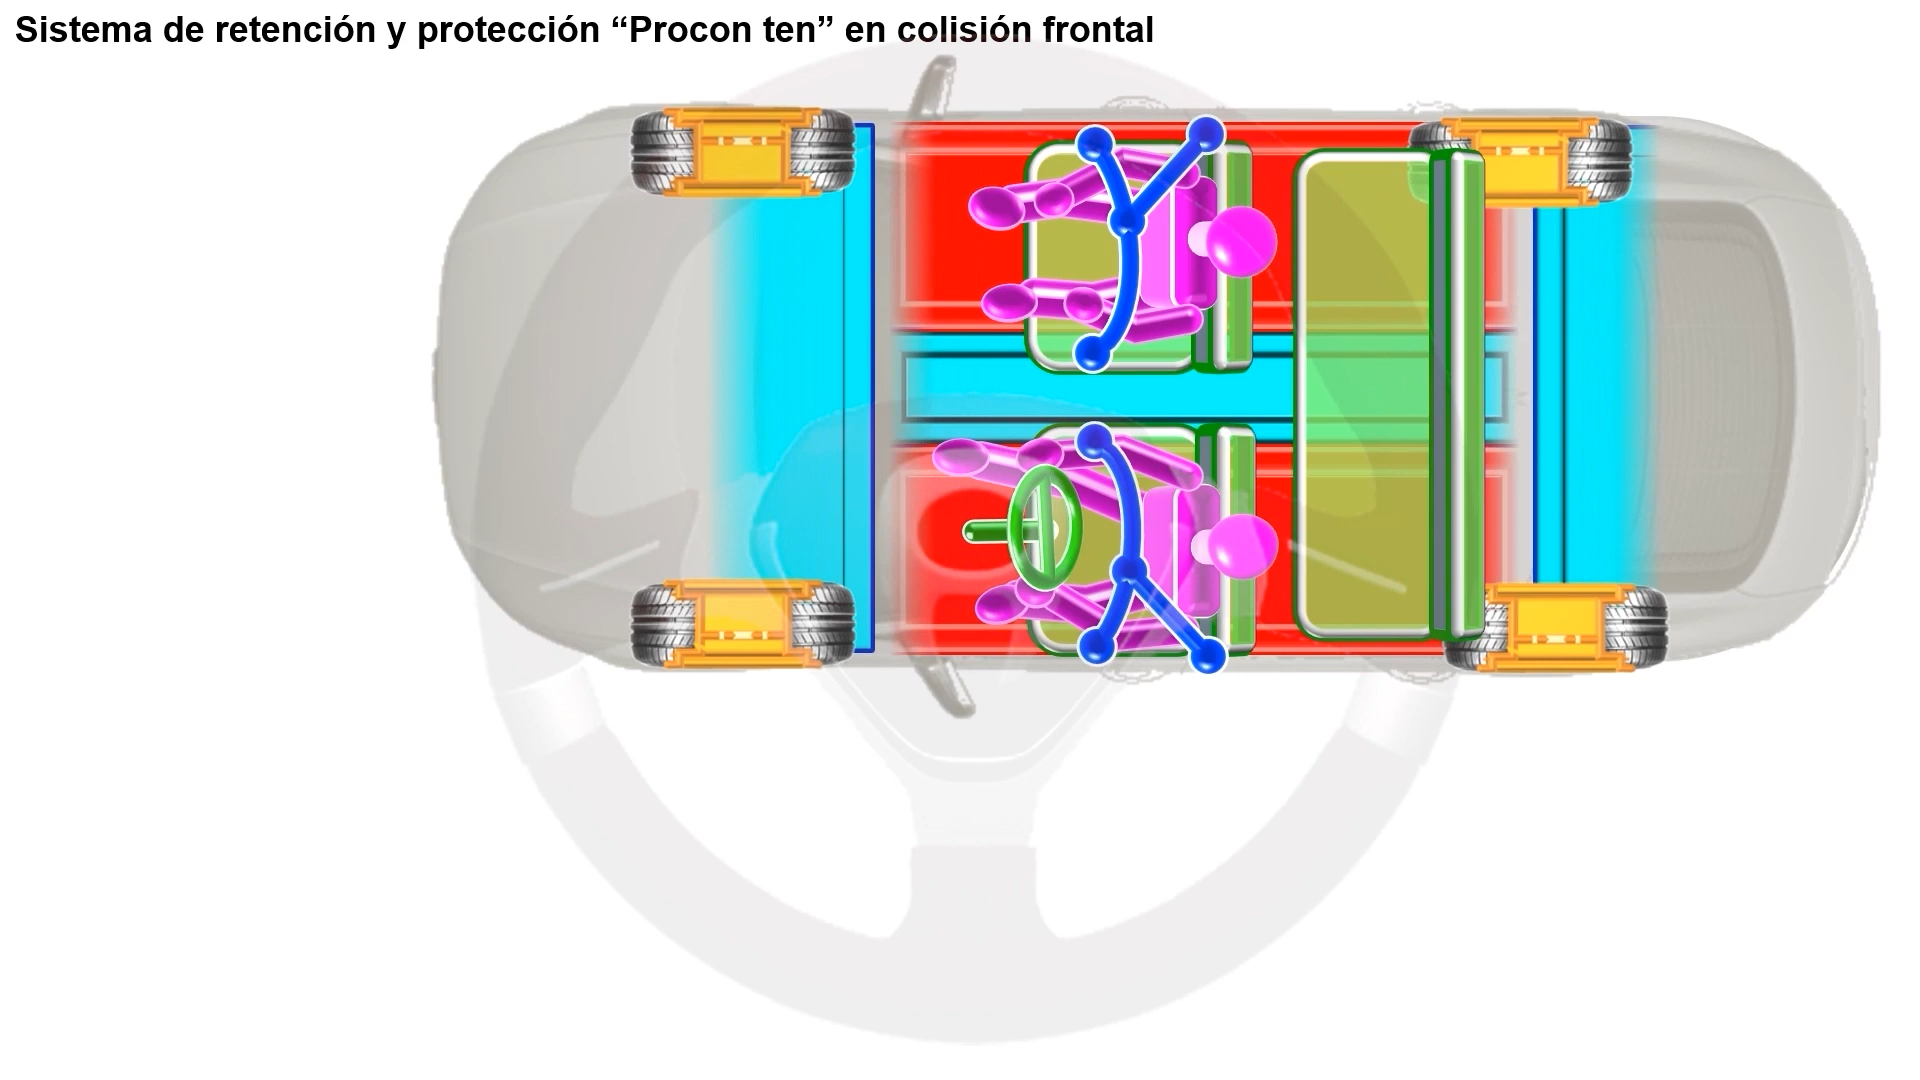 Sistema de retención y protección “Procon ten” en colisión frontal